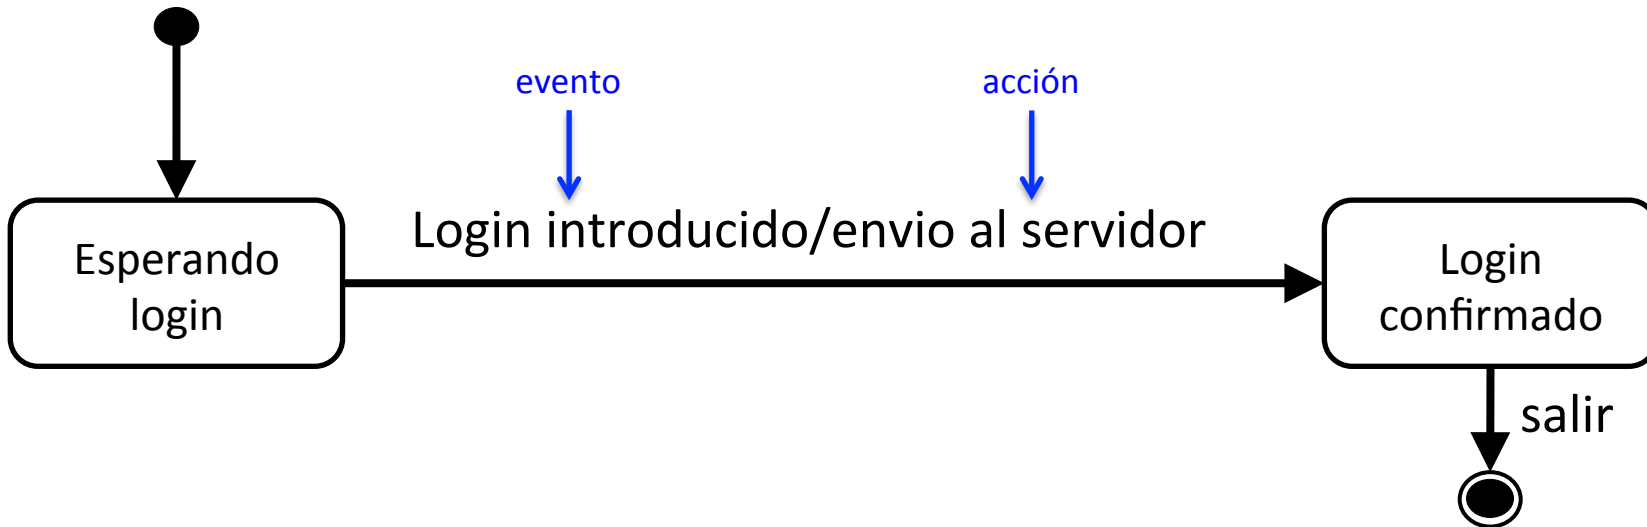 evento
acción
Login introducido/envio al servidor
Esperando
login
Login
confirmado
salir